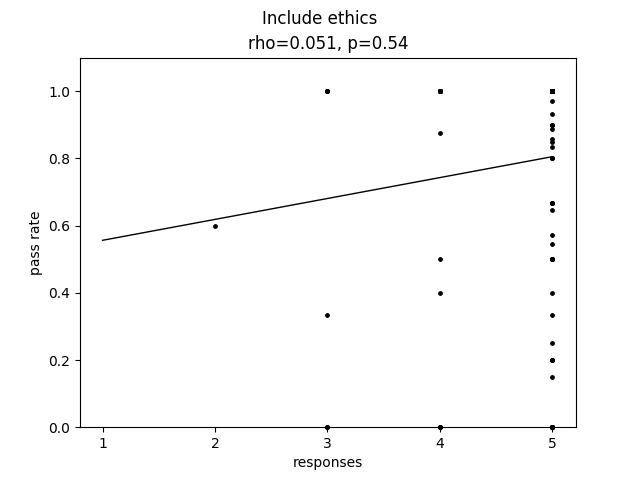 Include ethics
rho=0.051, p=0.54
1.0
0.8
0.6
0.4
0.2
0.0
pass rate
1 2 3 4 5
responses